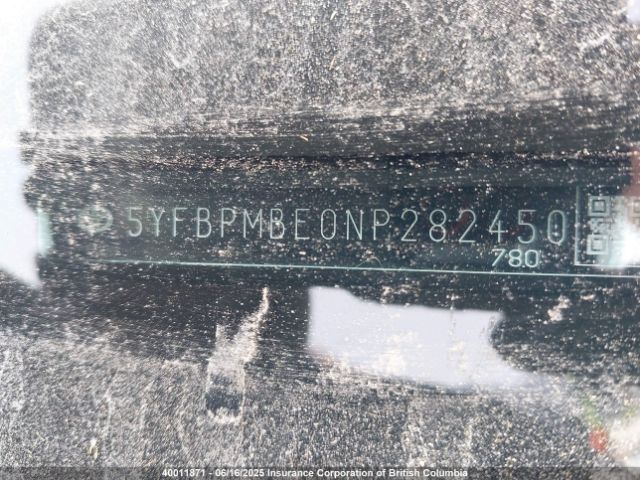 5YFBPMBE0NP282450
780
40011871 - 06/16/2025 Insurance Corporation of British Columbia